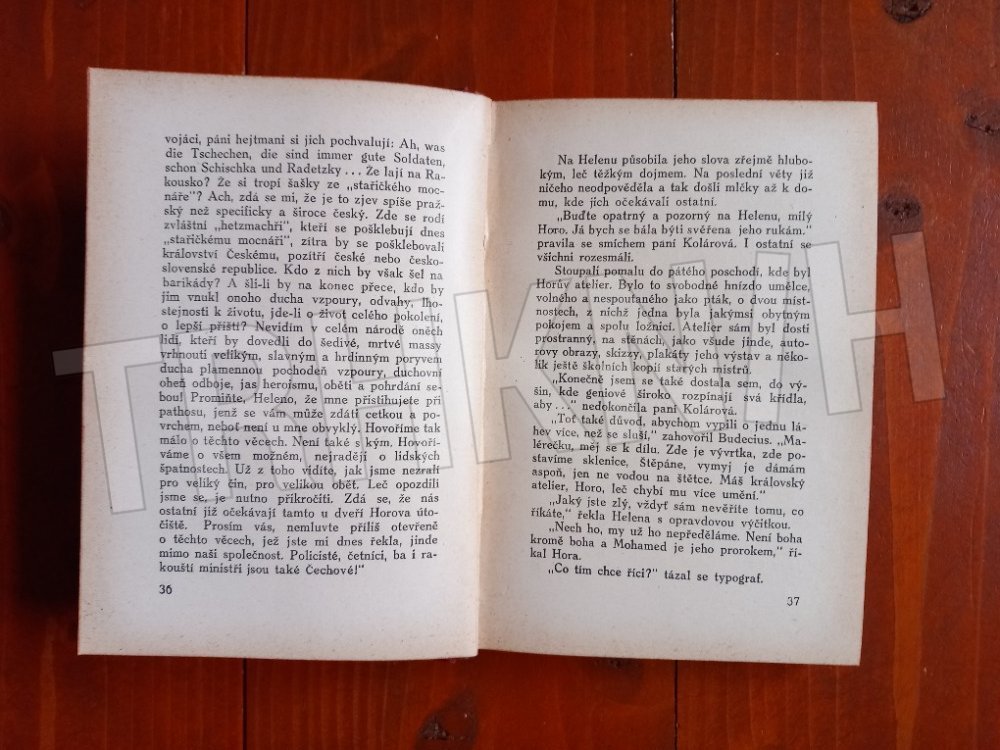 vojáci, páni hejtmani si jich pochvalují: Ah, was
die Tschechen, die sind immer gute Soldaten,
schon Schischka und Radetzky . . . Že lají na Ra-
kousko? Že si tropí šašky ze „stařičkého moc-
náře"? Ach, zdá se mi, že je to zjev spíše praž-
ský než specificky a široce český. Zde se rodí
zvláštní „hetzmachři", kteří se pošklebují dnes
„stařičkému mocnáři", zítra by se pošklebovali
království Českému, pozítří české nebo česko-
slovenské republice. Kdo z nich by však šel na
barikády? A šli-li by na konec přece, kdo by
jim vnukl onoho ducha vzpoury, odvahy, lho-
stejnosti k životu, jde-li o život celého pokolení,
o lepší příští? Nevidím v celém národě oněch
lidí, kteří by dovedli do šedivé, mrtvé massy
vrhnouti velikým, slavným a hrdinným poryvem
ducha plamennou pochodeň vzpoury, duchovní
oheň odboje, jas herojsmu, oběti a pohrdání se-
bou! Promiňte, Heleno, že mne přistihujete při
pathosu, jenž se vám může zdáti cetkou a po-
vrchem, neboť není u mne obvyklý. Hovoříme tak
málo o těchto věcech. Není také s kým. Hovoří-
váme o všem možném, nejraději o lidských
špatnostech. Už z toho vidíte, jak jsme nezralí
pro veliký čin, pro velikou oběť. Leč opozdili
jsme se, je nutno přikročiti. Zdá se, že nás
ostatní již očekávají tamto u dveří Horova úto-
čiště. Prosím vás, nemluvte příliš otevřeně
o těchto věcech, jež jste mi dnes řekla, jinde
mimo naši společnost. Policisté, četníci, ba i ra-
kouští ministři jsou také Čechové!"
36
Na Helenu působila jeho slova zřejmě hlubo-
kým, leč těžkým dojmem. Na poslední věty již
ničeho neodpověděla a tak došli mlčky až k do-
mu, kde jich očekávali ostatní.
„Buďte opatrný a pozorný na Helenu, milý
Horo. Já bych se bála býti svěřena jeho rukám."
pravila se smíchem paní Kolárová. I ostatní se
všichni rozesmáli.
Stoupali pomalu do pátého poschodí, kde byl
Horův atelier. Bylo to svobodné hnízdo umělce,
volného a nespoutaného jako pták, o dvou míst-
nostech, z nichž jedna byla jakýmsi obytným
pokojem a spolu ložnicí. Atelier sám byl dosti
prostranný, na stěnách, jako všude jinde, auto-
rovy obrazy, skizzy, plakáty jeho výstav a něko-
lik ještě školních kopií starých mistrů.
„Konečně jsem se také dostala sem, do vý-
šin, kde geniové široko rozpínají svá křídla,
aby . . ." nedokončila paní Kolárová.
„Toť také důvod, abychom vypili o jednu lá-
hev více, než se sluší," zahovořil Budecius. „Ma-
lérečku, měj se k dílu. Zde je vývrtka, zde po-
stavíme sklenice, Štěpáne, vymyj je dámám
aspoň, jen ne vodou na štětce. Máš královský
atelier, Horo, leč chybí mu více umění."
„Jaký jste zlý, vždyť sám nevěříte tomu, co
říkáte," řekla Helena s opravdovou výčitkou.
„Nech ho, my už ho nepředěláme. Není boha
kromě boha a Mohamed je jeho prorokem," ří-
kal Hora.
„Co tím chce říci?" tázal se typograf.
37
TRHKNIH